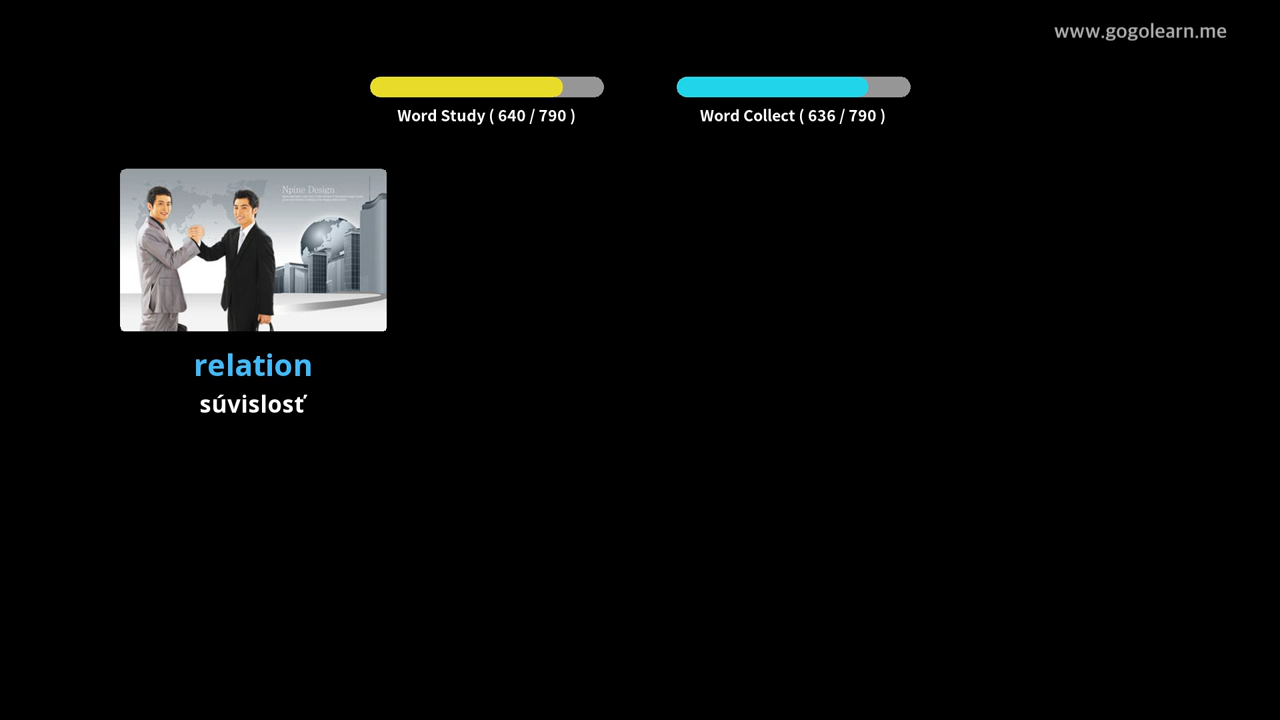 www.gogolearn.me
Word Study ( 640 / 790 )
Word Collect ( 636 / 790 )
Npine Design
relation
súvislosť